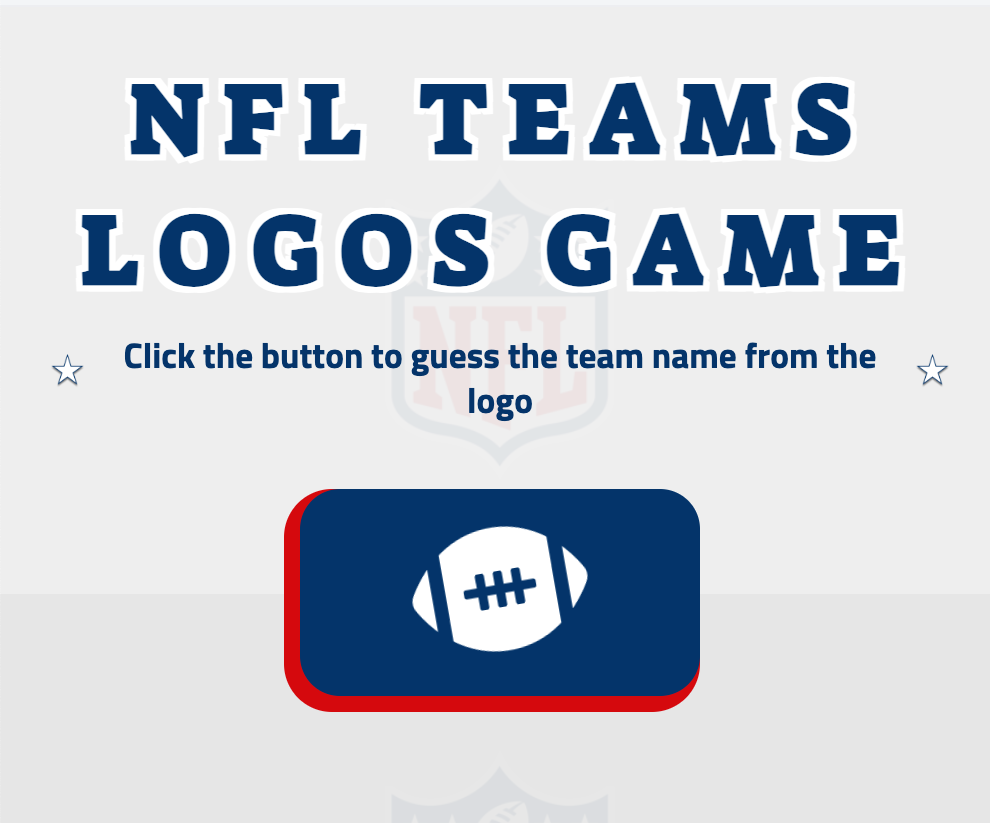 NFL TEAMS
LOGOS GAME
NFL
Click the button to guess the team name from the
logo